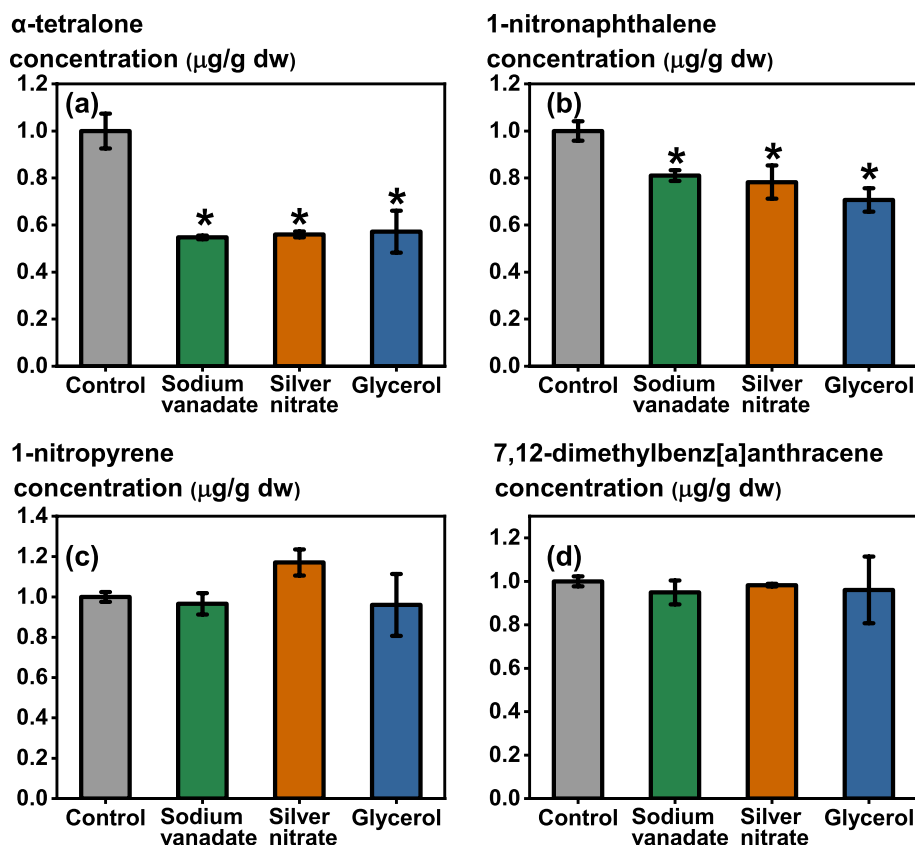 α-tetralone
concentration (μg/g dw)
1.2
1.0
0.8
0.6
0.4
0.2
0.0
(a)
*
*
*
Control
Sodium vanadate
Silver nitrate
Glycerol
1-nitronaphthalene
concentration (μg/g dw)
1.2
1.0
0.8
0.6
0.4
0.2
0.0
(b)
*
*
*
Control
Sodium vanadate
Silver nitrate
Glycerol
1-nitropyrene
concentration (μg/g dw)
1.4
1.2
1.0
0.8
0.6
0.4
0.2
0.0
(c)
Control
Sodium vanadate
Silver nitrate
Glycerol
7,12-dimethylbenz[a]anthracene
concentration (μg/g dw)
1.2
1.0
0.8
0.6
0.4
0.2
0.0
(d)
Control
Sodium vanadate
Silver nitrate
Glycerol